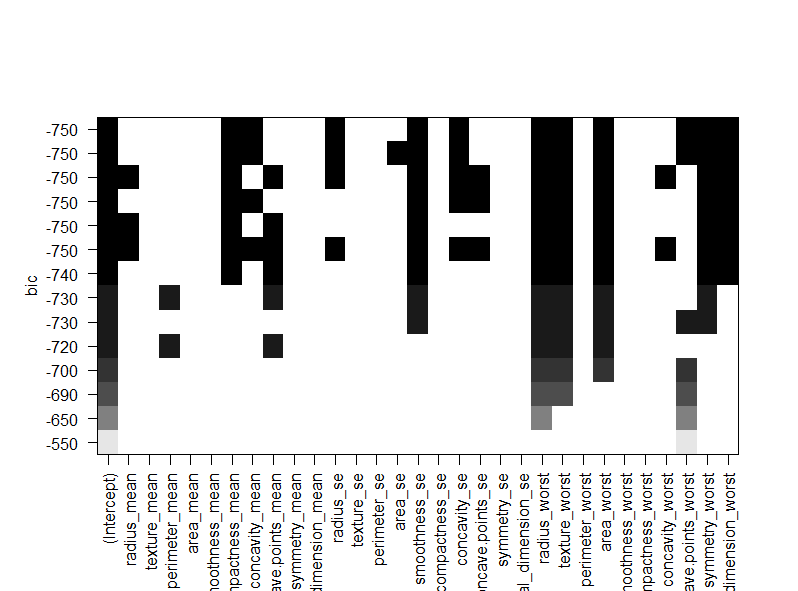 bic
-750
-750
-750
-750
-750
-750
-740
-730
-730
-720
-700
-690
-650
-550
(Intercept)
radius_mean
texture_mean
perimeter_mean
area_mean
moothness_mean
mpactness_mean
concavity_mean
ave.points_mean
symmetry_mean
dimension_mean
radius_se
texture_se
perimeter_se
area_se
smoothness_se
compactness_se
concavity_se
oncave.points_se
symmetry_se
al_dimension_se
radius_worst
texture_worst
perimeter_worst
area_worst
moothness_worst
mpactness_worst
concavity_worst
ave.points_worst
symmetry_worst
dimension_worst